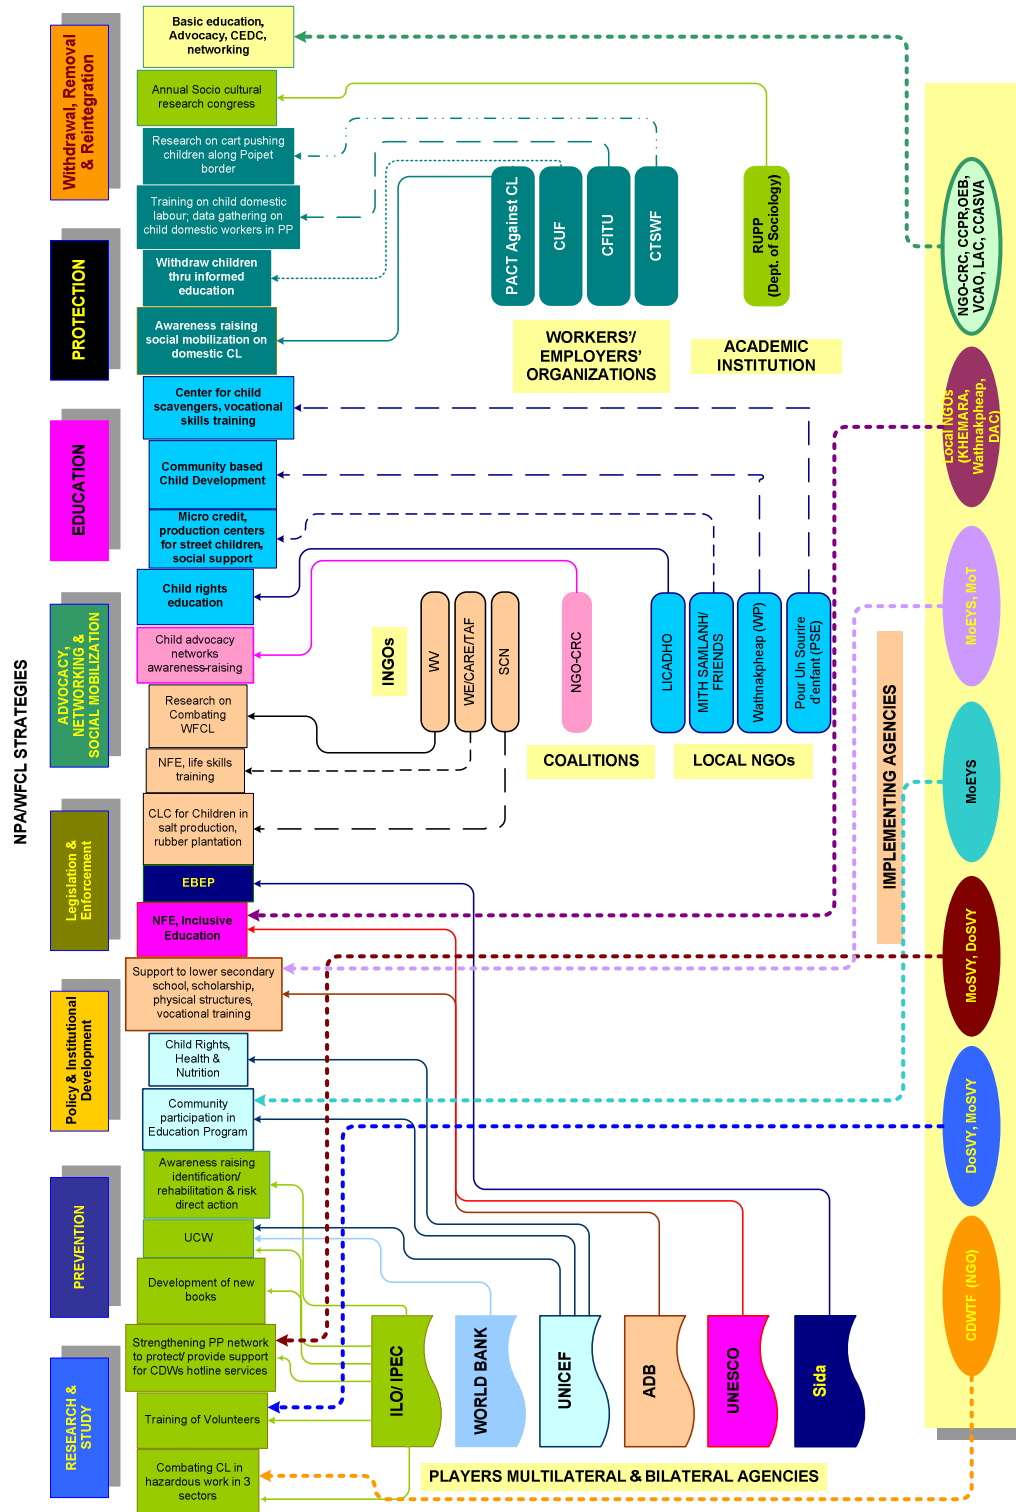 NPA/WFCL STRATEGIES
Withdrawal, Removal
& Reintegration
PROTECTION
EDUCATION
ADVOCACY,
NETWORKING &
SOCIAL MOBILIZATION
Legislation &
Enforcement
Policy & Institutional
Development
PREVENTION
RESEARCH &
STUDY
Basic education,
Advocacy, CEDC,
networking
Annual Socio cultural
research congress
Research on cart pushing
children along Poipet
border
Training on child domestic
labour; data gathering on
child domestic workers in PP
Withdraw children
thru informed
education
Awareness raising
social mobilization on
domestic CL
Center for child
scavengers, vocational
skills training
Community based
Child Development
Micro credit,
production centers
for street children,
social support
Child rights
education
Child advocacy
networks
awareness-raising
Research on
Combating
WFCL
NFE, life skills
training
CLC for Children in
salt production,
rubber plantation
EBEP
NFE, Inclusive
Education
Support to lower secondary
school, scholarship,
physical structures,
vocational training
Child Rights,
Health &
Nutrition
Community
participation in
Education Program
Awareness raising
identification/
rehabilitation & risk
direct action
UCW
Development of new
books
Strengthening PP network
to protect/ provide support
for CDWs hotline services
Training of Volunteers
Combating CL in
hazardous work in 3
sectors
PACT Against CL
CUF
CFITU
CTSWF
WORKERS'/
EMPLOYERS'
ORGANIZATIONS
RUPP
(Dept. of Sociology)
ACADEMIC
INSTITUTION
INGOs
WV
WE/CARE/TAF
SCN
NGO-CRC
COALITIONS
LICADHO
MITH SAMLANH/
FRIENDS
Wathnakpheap (WP)
Pour Un Sourire
d'enfant (PSE)
LOCAL NGOs
ILO/ IPEC
WORLD BANK
UNICEF
ADB
UNESCO
Sida
PLAYERS MULTILATERAL & BILATERAL AGENCIES
IMPLEMENTING AGENCIES
NGO-CRC, CCPR,OEB,
VCAO, LAC, CCASVA
Local NGOs
(KHEMARA,
Wathnakpheap,
DAC)
MoEYS, MoT
MoEYS
MoSVY, DoSVY
DoSVY, MoSVY
CDWTF (NGO)